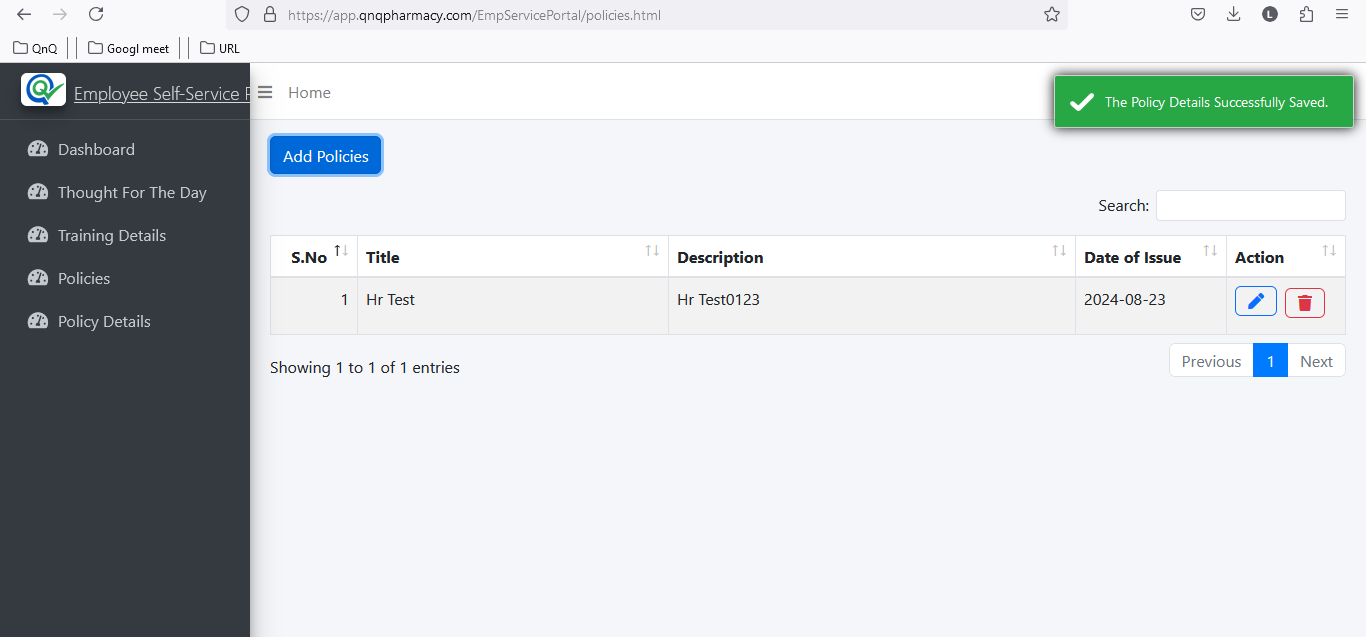 https://app.qnqpharmacy.com/EmpServicePortal/policies.html
L
QnQ
Googl meet
URL
Employee Self-Service
Home
The Policy Details Successfully Saved.
Dashboard
Thought For The Day
Training Details
Policies
Policy Details
Add Policies
Search:
S.No Title Description Date of Issue Action
1 Hr Test Hr Test0123 2024-08-23
Showing 1 to 1 of 1 entries
Previous 1 Next